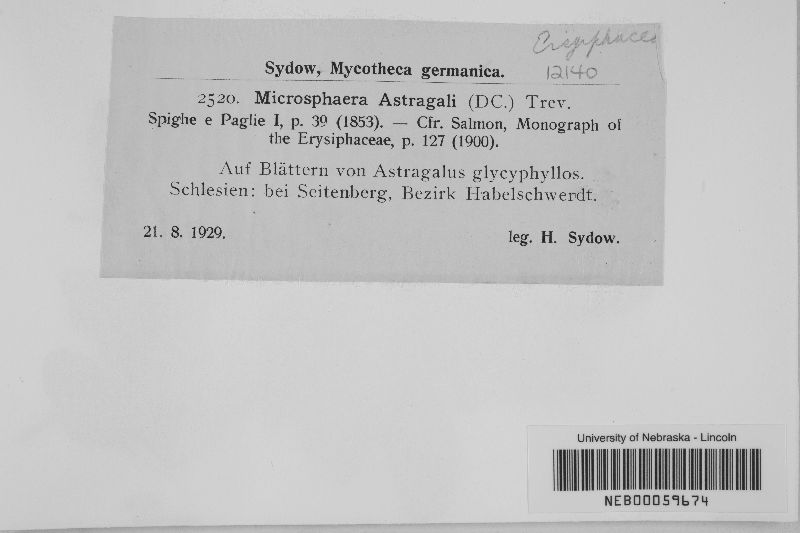 Erysiphaceae
Sydow, Mycotheca germanica.
12140
2520. Microsphaera Astragali (DC.) Trev.
Spighe e Paglie I, p. 39 (1853). — Cfr. Salmon, Monograph of
the Erysiphaceae, p. 127 (1900).
Auf Blättern von Astragalus glycyphyllos.
Schlesien: bei Seitenberg, Bezirk Habelschwerdt.
21. 8. 1929.
leg. H. Sydow.
University of Nebraska - Lincoln
NEB00059674